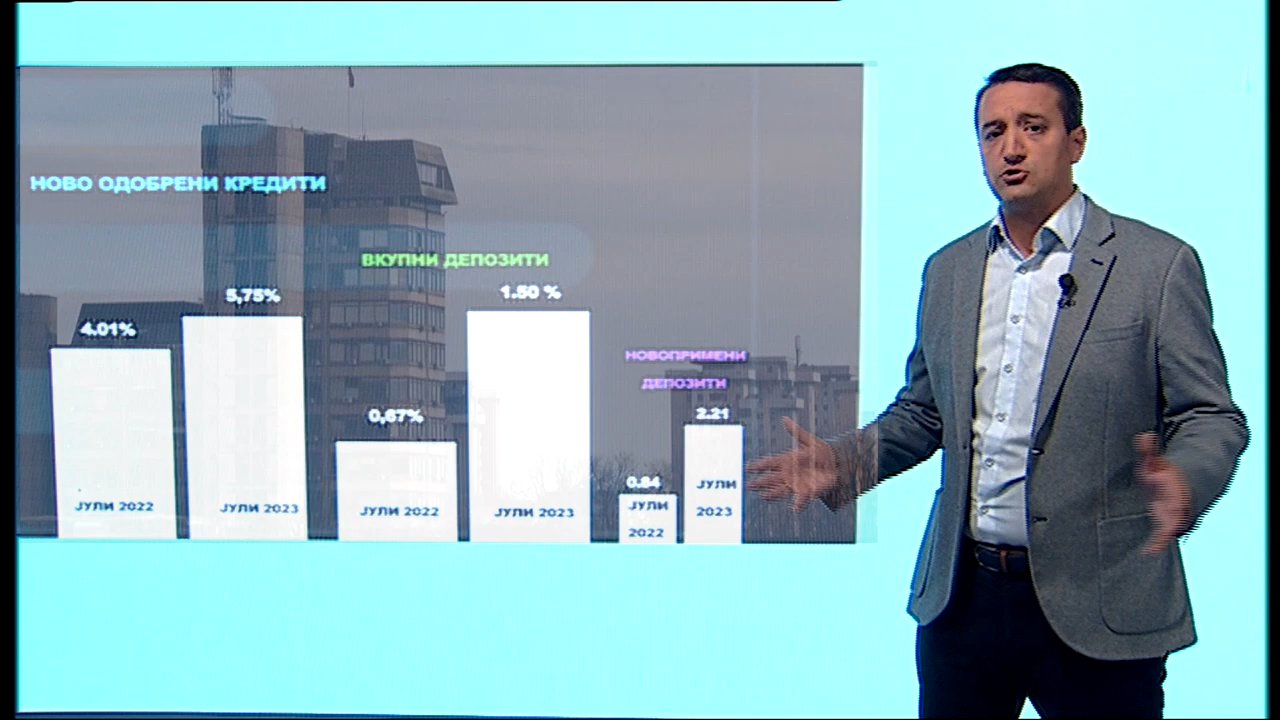 НОВО ОДОБРЕНИ КРЕДИТИ
4.01%
5,75%
ЈУЛИ 2022
ЈУЛИ 2023
ВКУПНИ ДЕПОЗИТИ
0,67%
1.50 %
ЈУЛИ 2022
ЈУЛИ 2023
НОВОПРИМЕНИ
ДЕПОЗИТИ
0.84
2.21
ЈУЛИ
2022
ЈУЛИ
2023